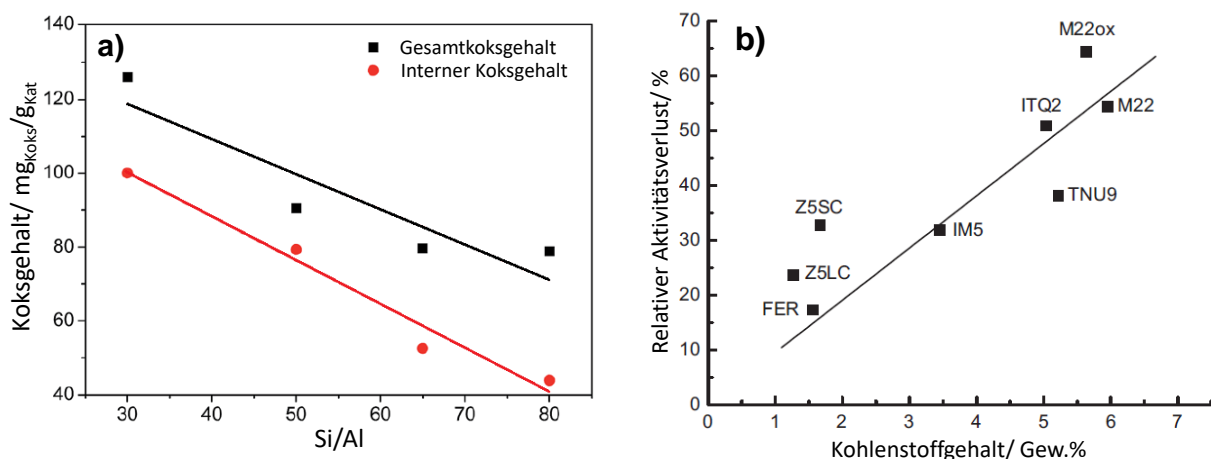 a)
Gesamtkoksgehalt
Interner Koksgehalt
Koksgehalt/ mgKoks/gKat
140
120
100
80
60
40
30 40 50 60 70 80
Si/Al
b)
Relativer Aktivitätsverlust/ %
70
60
50
40
30
20
10
0
M22ox
ITQ2
M22
TNU9
Z5SC
IM5
Z5LC
FER
0 1 2 3 4 5 6 7
Kohlenstoffgehalt/ Gew.%